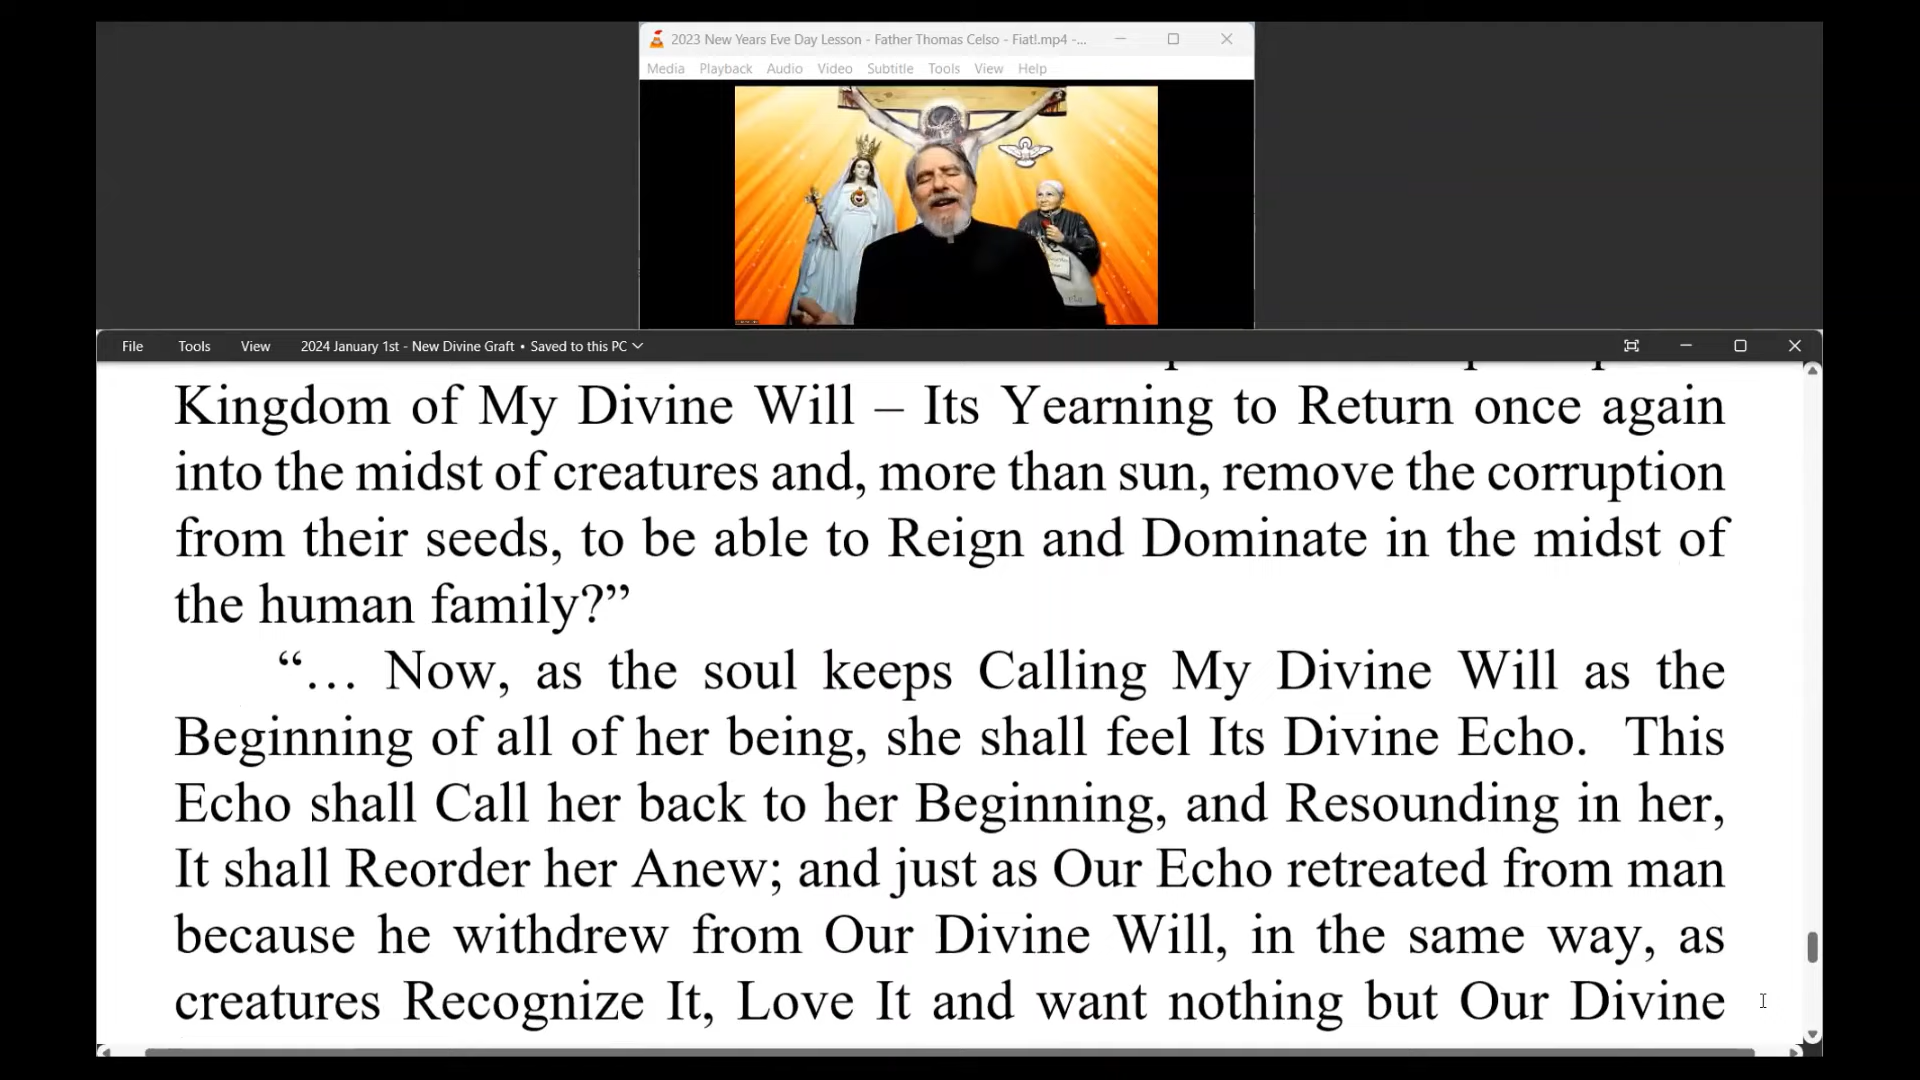 2023 New Years Eve Day Lesson - Father Thomas Celso - Fiat!.mp4 -...
Media Playback Audio Video Subtitle Tools View Help
File Tools View 2024 January 1st - New Divine Graft • Saved to this PC
Kingdom of My Divine Will – Its Yearning to Return once again
into the midst of creatures and, more than sun, remove the corruption
from their seeds, to be able to Reign and Dominate in the midst of
the human family?”
“… Now, as the soul keeps Calling My Divine Will as the
Beginning of all of her being, she shall feel Its Divine Echo. This
Echo shall Call her back to her Beginning, and Resounding in her,
It shall Reorder her Anew; and just as Our Echo retreated from man
because he withdrew from Our Divine Will, in the same way, as
creatures Recognize It, Love It and want nothing but Our Divine